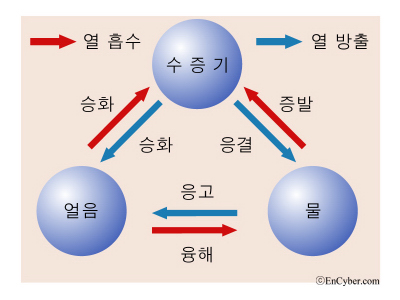 열 흡수
열 방출
수 증 기
승화
증발
승화
응결
얼음
응고
물
융해
©EnCyber.com